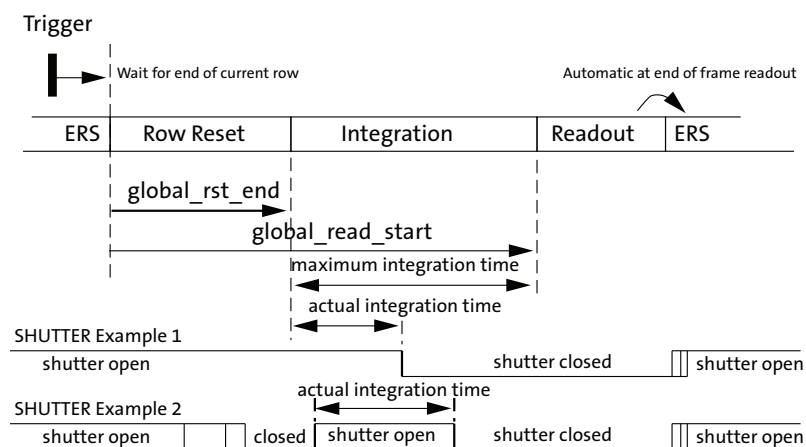 Trigger
Wait for end of current row
Automatic at end of frame readout
ERS Row Reset Integration Readout ERS
global_rst_end
global_read_start
maximum integration time
actual integration time
SHUTTER Example 1
shutter open shutter closed shutter open
actual integration time
SHUTTER Example 2
shutter open closed shutter open shutter closed shutter open